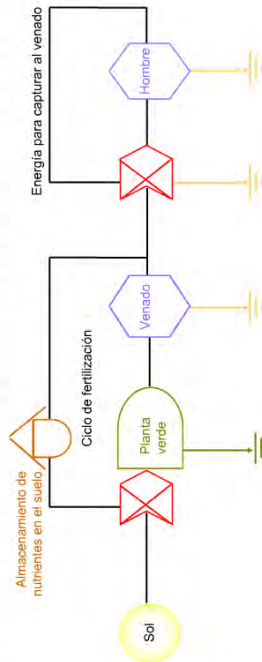 Energía para capturar al venado
Hombre
Almacenamiento de
nutrientes en el suelo
Ciclo de fertilización
Venado
Planta
verde
Sol